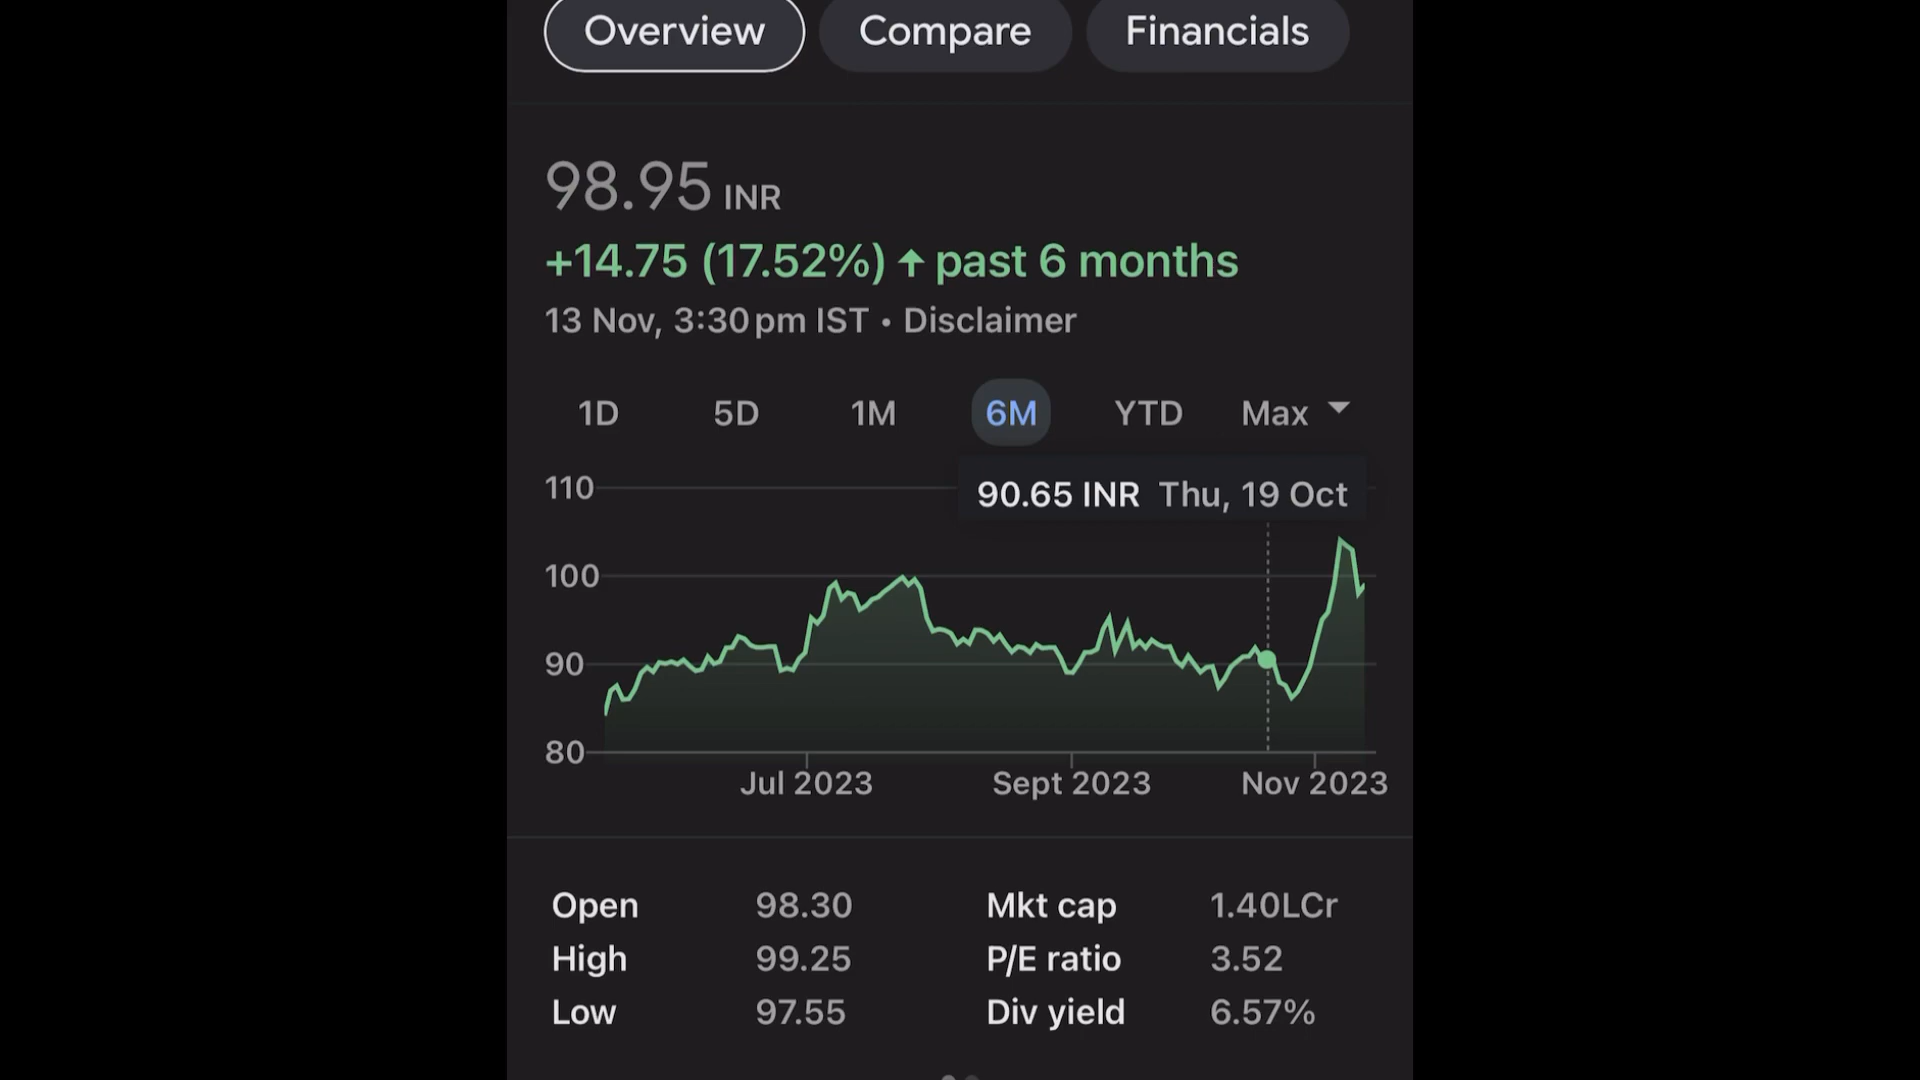 Overview Compare Financials
98.95 INR
+14.75 (17.52%) ↑ past 6 months
13 Nov, 3:30 pm IST • Disclaimer
1D 5D 1M 6M YTD Max
90.65 INR Thu, 19 Oct
110
100
90
80
Jul 2023 Sept 2023 Nov 2023
Open 98.30 Mkt cap 1.40LCr
High 99.25 P/E ratio 3.52
Low 97.55 Div yield 6.57%